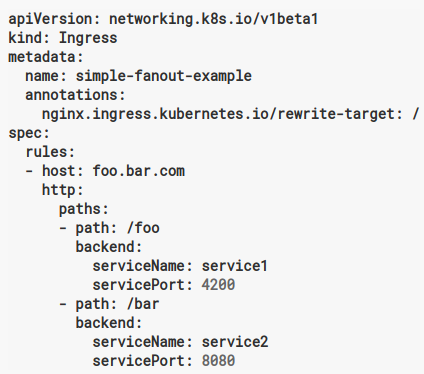 apiVersion: networking.k8s.io/v1beta1
kind: Ingress
metadata:
  name: simple-fanout-example
  annotations:
    nginx.ingress.kubernetes.io/rewrite-target: /
spec:
  rules:
  - host: foo.bar.com
    http:
      paths:
      - path: /foo
        backend:
          serviceName: service1
          servicePort: 4200
      - path: /bar
        backend:
          serviceName: service2
          servicePort: 8080